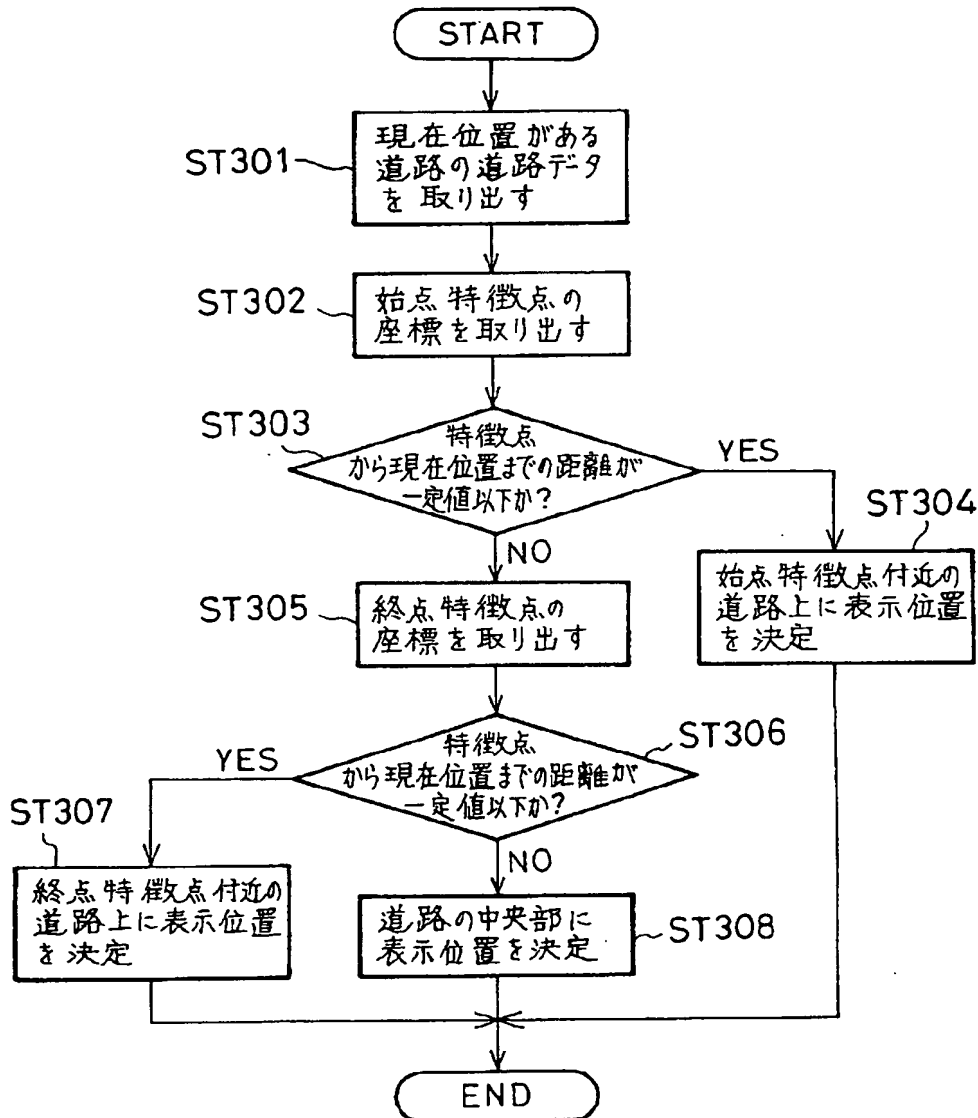 START
ST301
現在位置がある
道路の道路データ
を取り出す
ST302
始点特徴点の
座標を取り出す
ST303
特徴点
から現在位置までの距離が
一定値以下か?
YES
NO
ST304
始点特徴点付近の
道路上に表示位置
を決定
ST305
終点特徴点の
座標を取り出す
ST306
特徴点
から現在位置までの距離が
一定値以下か?
YES
NO
ST307
終点特徴点付近の
道路上に表示位置
を決定
ST308
道路の中央部に
表示位置を決定
END